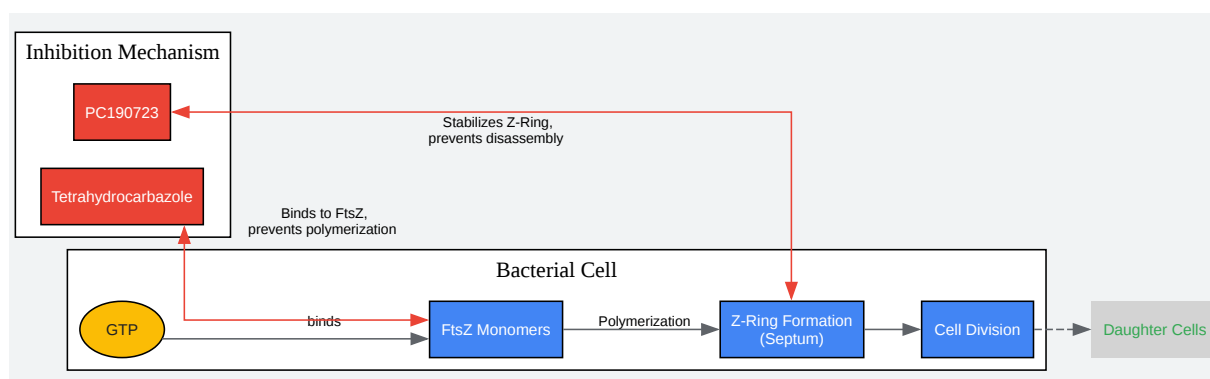 Inhibition Mechanism
PC190723
Stabilizes Z-Ring,
prevents disassembly
Tetrahydrocarbazole
Binds to FtsZ,
prevents polymerization
Bacterial Cell
GTP
binds
FtsZ Monomers
Polymerization
Z-Ring Formation
(Septum)
Cell Division
Daughter Cells